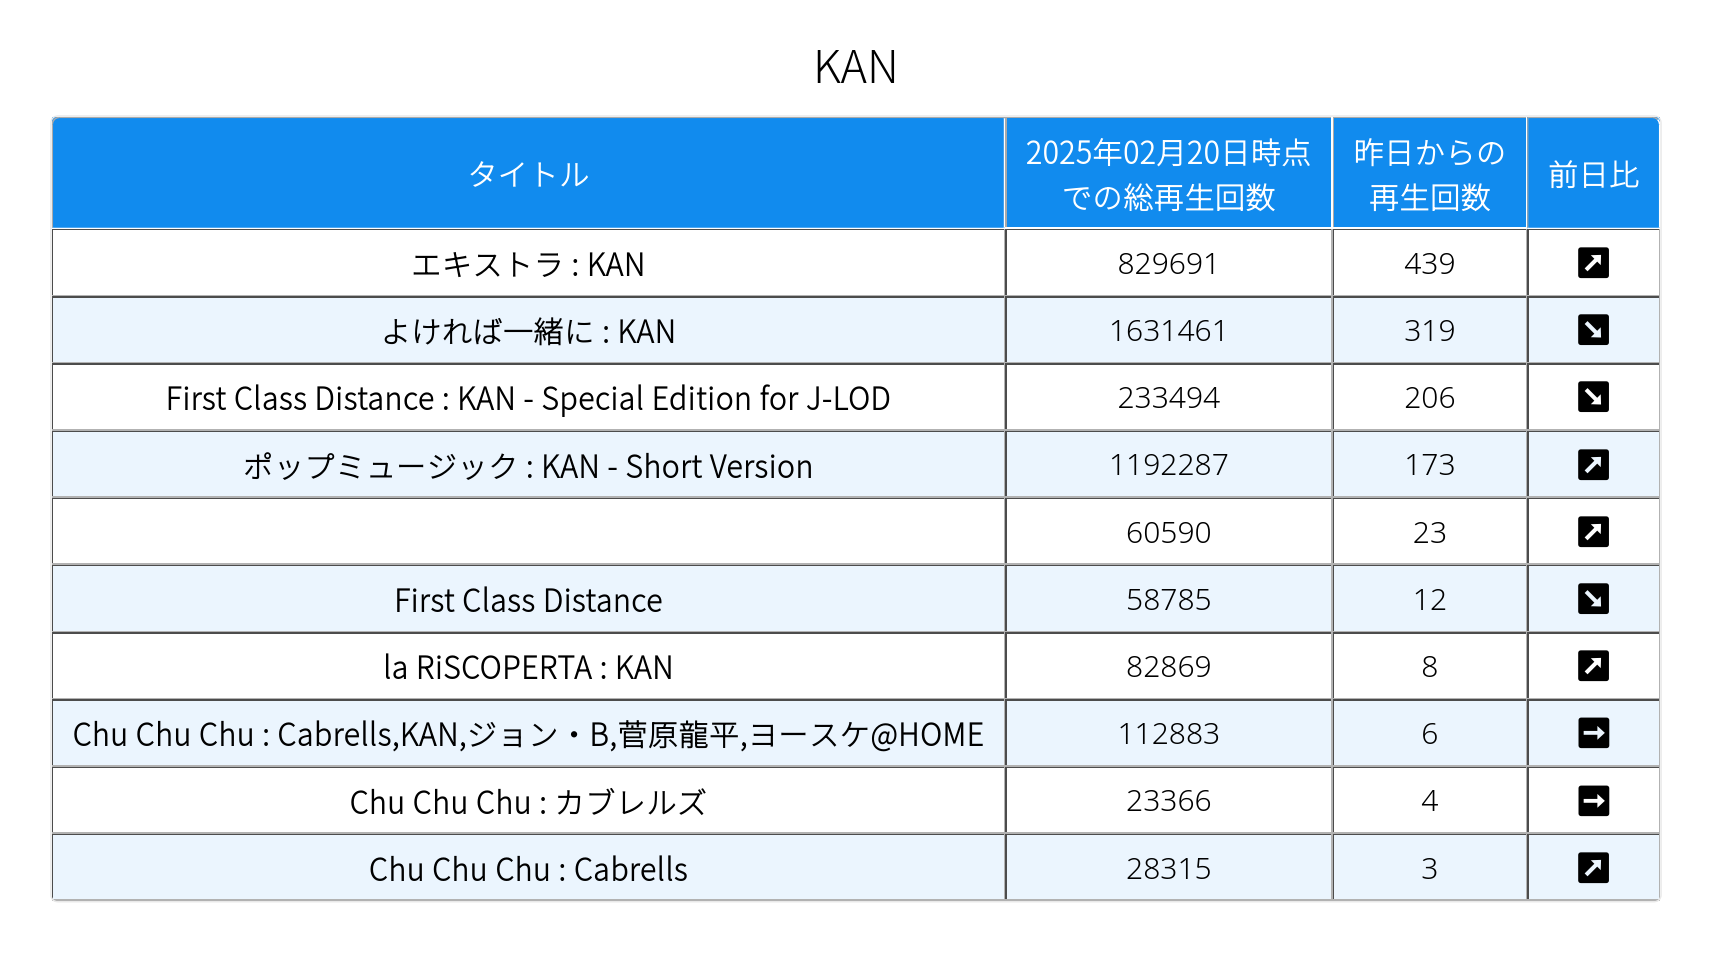 KAN
タイトル 2025年02月20日時点での総再生回数 昨日からの再生回数 前日比
エキストラ : KAN 829691 439
よければ一緒に : KAN 1631461 319
First Class Distance : KAN - Special Edition for J-LOD 233494 206
ポップミュージック : KAN - Short Version 1192287 173
60590 23
First Class Distance 58785 12
la RiSCOPERTA : KAN 82869 8
Chu Chu Chu : Cabrells,KAN,ジョン・B,菅原龍平,ヨースケ@HOME 112883 6
Chu Chu Chu : カブレルズ 23366 4
Chu Chu Chu : Cabrells 28315 3